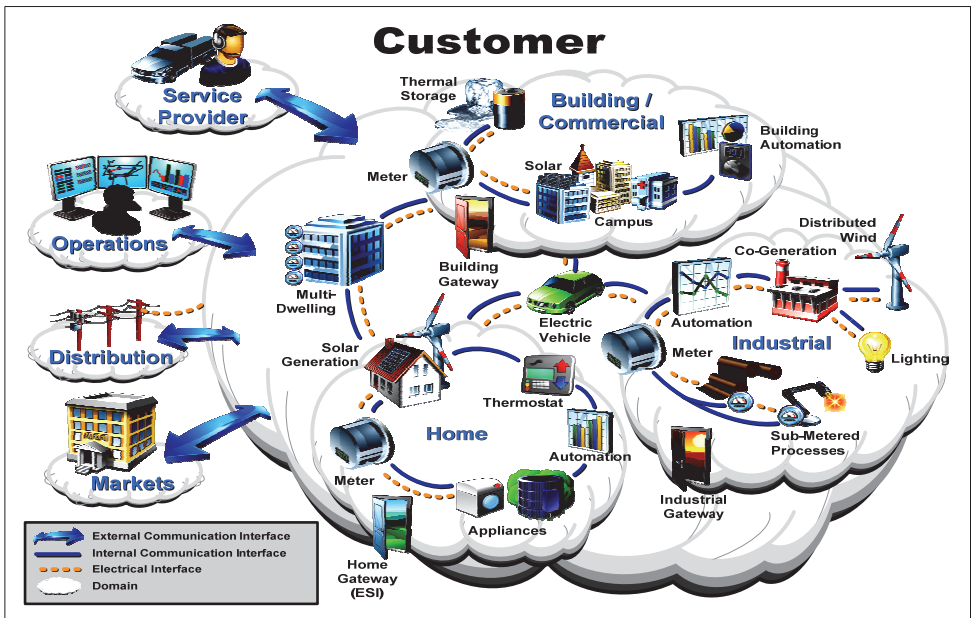 Customer
Service
Provider
Thermal
Storage
Building /
Commercial
Building
Automation
Meter
Solar
Campus
Operations
Building
Gateway
Multi-
Dwelling
Distributed
Wind
Co-Generation
Automation
Industrial
Electric
Vehicle
Meter
Lighting
Distribution
Solar
Generation
Thermostat
Home
Automation
Sub-Metered
Processes
Markets
Meter
Appliances
Industrial
Gateway
Home
Gateway
(ESI)
External Communication Interface
Internal Communication Interface
Electrical Interface
Domain